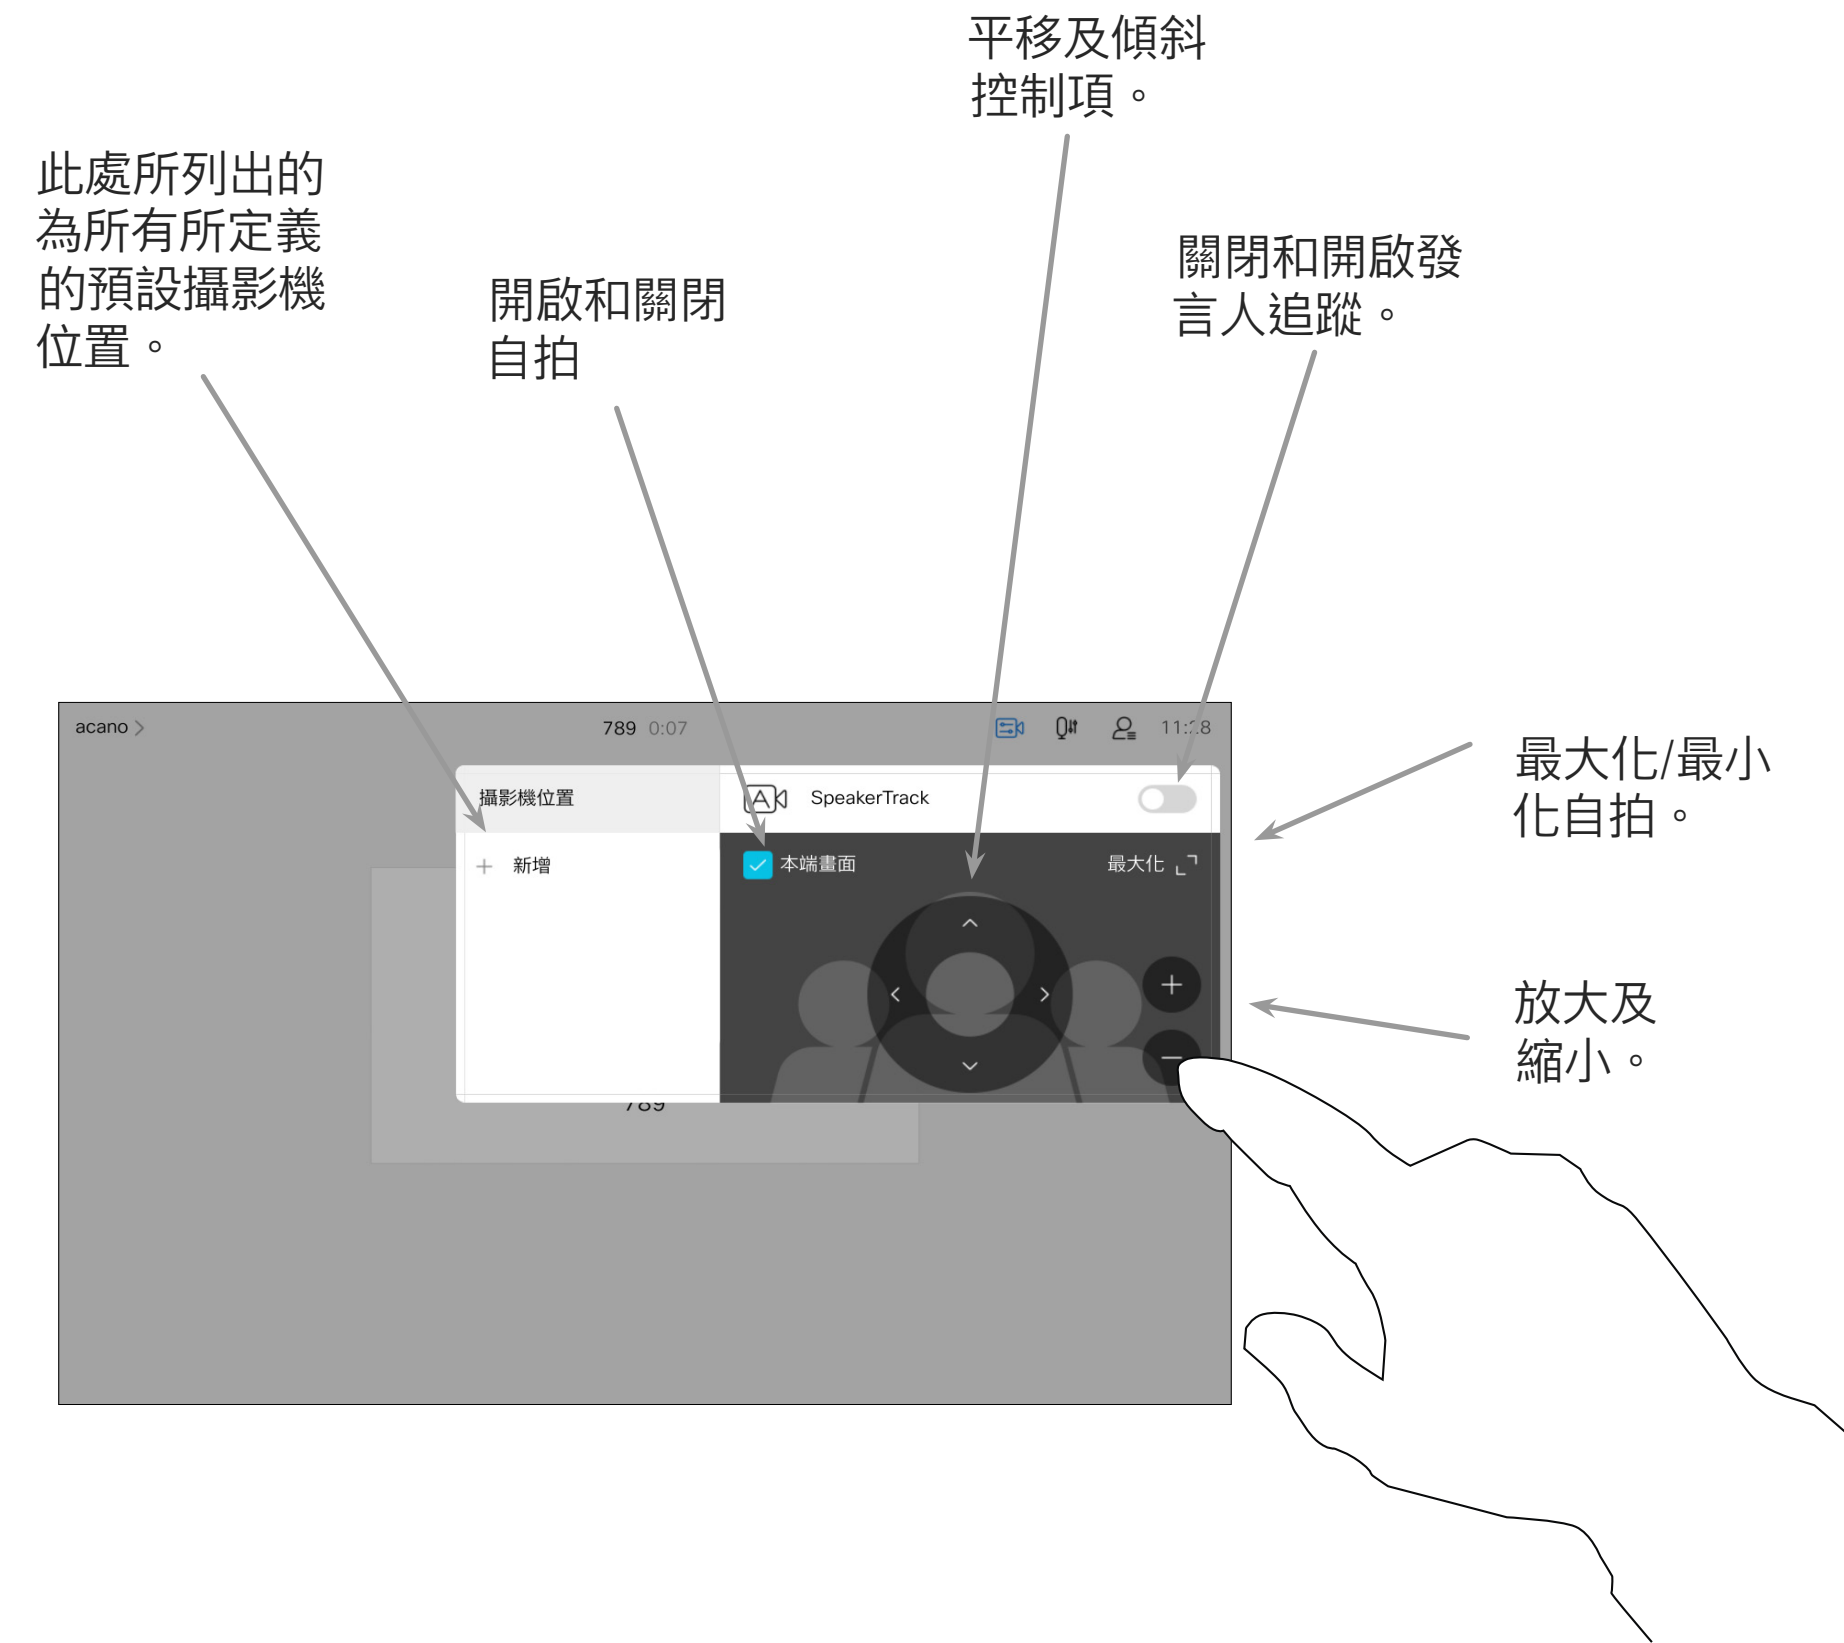 平移及傾斜
控制項。
此處所列出的
為所有所定義
的預設攝影機
位置。
開啟和關閉
自拍
關閉和開啟發
言人追蹤。
acano
789 0:07
11:28
攝影機位置
SpeakerTrack
新增
本端畫面
最大化
789
最大化/最小
化自拍。
放大及
縮小。